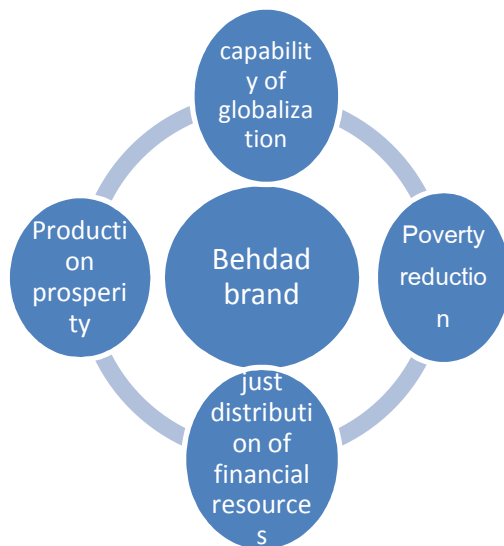 capabilit
y of
globaliza
tion
Producti
on
prosperi
ty
Behdad
brand
Poverty
reductio
n
just
distributi
on of
financial
resource
s